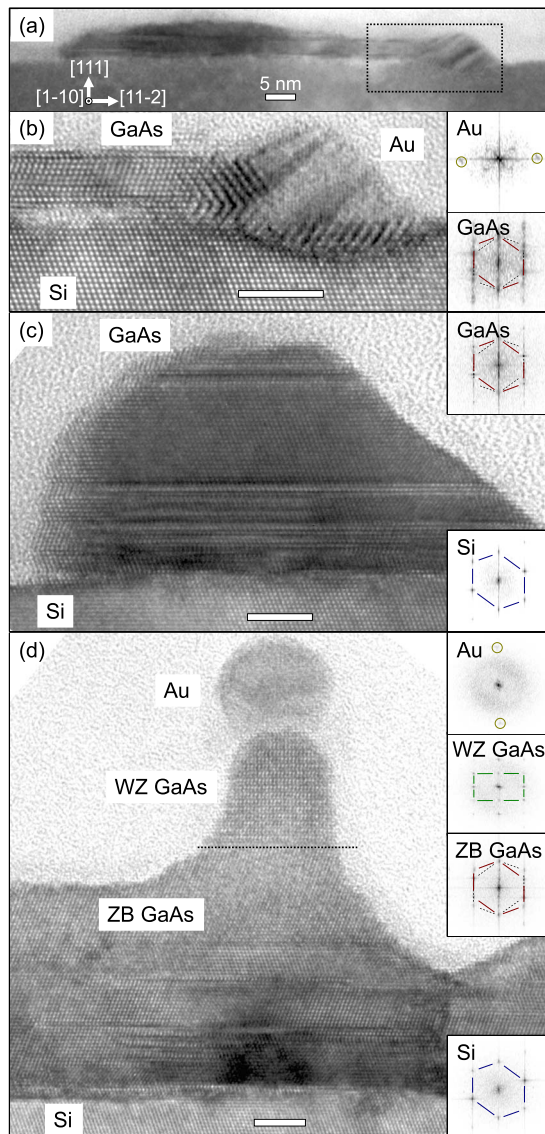 (a)
[111]
[1-10]
[11-2]
5 nm
(b)
GaAs
Au
Si
Au
GaAs
(c)
GaAs
Si
GaAs
Si
(d)
Au
WZ GaAs
ZB GaAs
Si
Au
WZ GaAs
ZB GaAs
Si